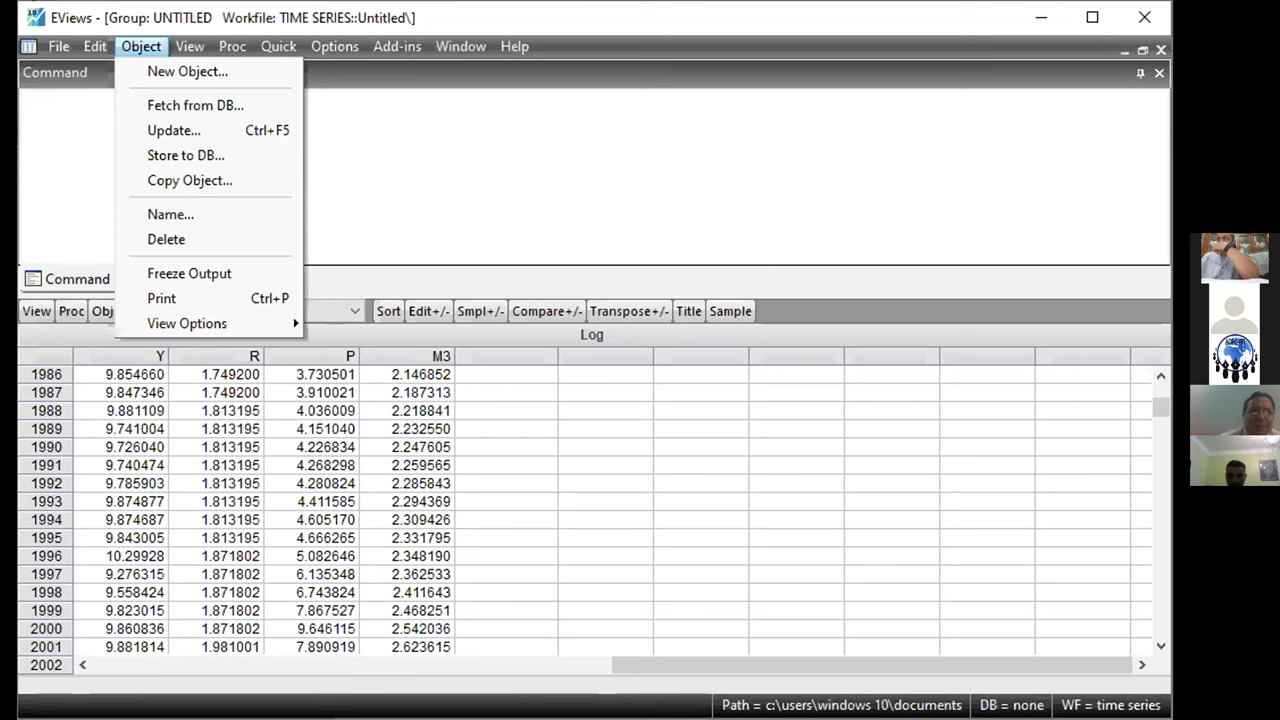 EViews - [Group: UNTITLED   Workfile: TIME SERIES::Untitled\]
File Edit Object View Proc Quick Options Add-ins Window Help
Command
New Object...
Fetch from DB...
Update... Ctrl+F5
Store to DB...
Copy Object...
Name...
Delete
Freeze Output
Print Ctrl+P
View Options
Command
View Proc Obj Sort Edit+/- Smpl+/- Compare+/- Transpose+/- Title Sample
Log
Y R P M3
1986 9.854660 1.749200 3.730501 2.146852
1987 9.847346 1.749200 3.910021 2.187313
1988 9.881109 1.813195 4.036009 2.218841
1989 9.741004 1.813195 4.151040 2.232550
1990 9.726040 1.813195 4.226834 2.247605
1991 9.740474 1.813195 4.268298 2.259565
1992 9.785903 1.813195 4.280824 2.285843
1993 9.874877 1.813195 4.411585 2.294369
1994 9.874687 1.813195 4.605170 2.309426
1995 9.843005 1.813195 4.666265 2.331795
1996 10.29928 1.871802 5.082646 2.348190
1997 9.276315 1.871802 6.135348 2.362533
1998 9.558424 1.871802 6.743824 2.411643
1999 9.823015 1.871802 7.867527 2.468251
2000 9.860836 1.871802 9.646115 2.542036
2001 9.881814 1.981001 7.890919 2.623615
2002
Path = c:\users\windows 10\documents DB = none WF = time series